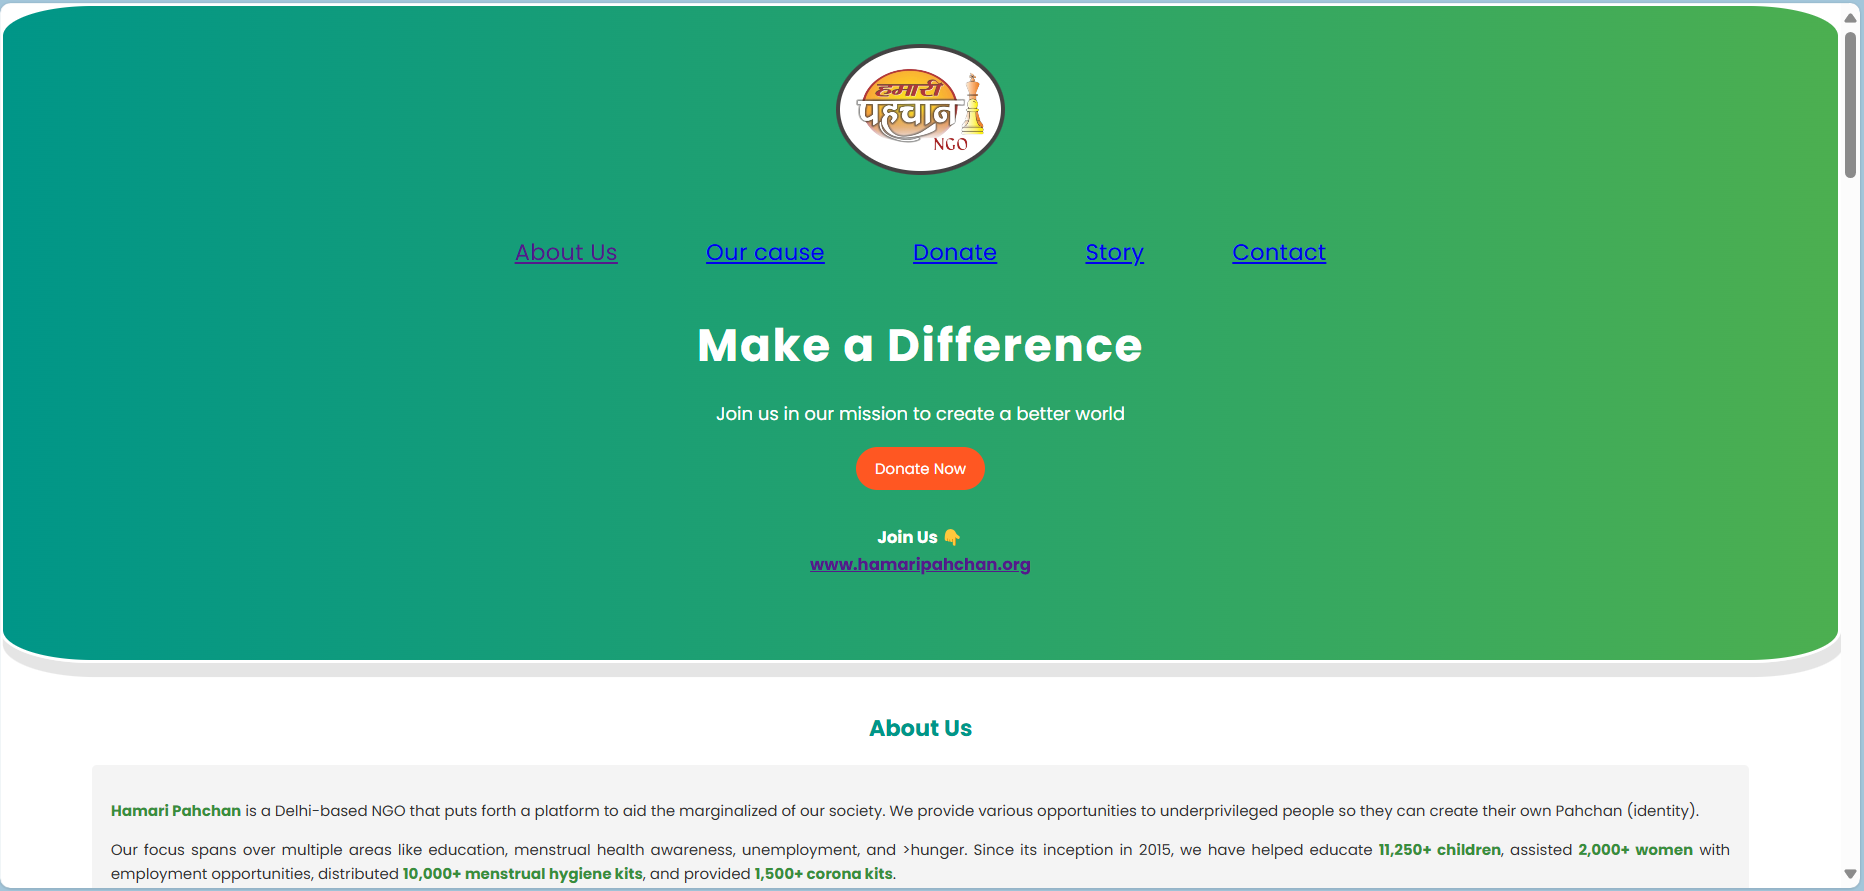 हमारी
पहचान
NGO
About Us
Our cause
Donate
Story
Contact
Make a Difference
Join us in our mission to create a better world
Donate Now
Join Us 👇
www.hamaripahchan.org
About Us
Hamari Pahchan is a Delhi-based NGO that puts forth a platform to aid the marginalized of our society. We provide various opportunities to underprivileged people so they can create their own Pahchan (identity).
Our focus spans over multiple areas like education, menstrual health awareness, unemployment, and >hunger. Since its inception in 2015, we have helped educate 11,250+ children, assisted 2,000+ women with
employment opportunities, distributed 10,000+ menstrual hygiene kits, and provided 1,500+ corona kits.